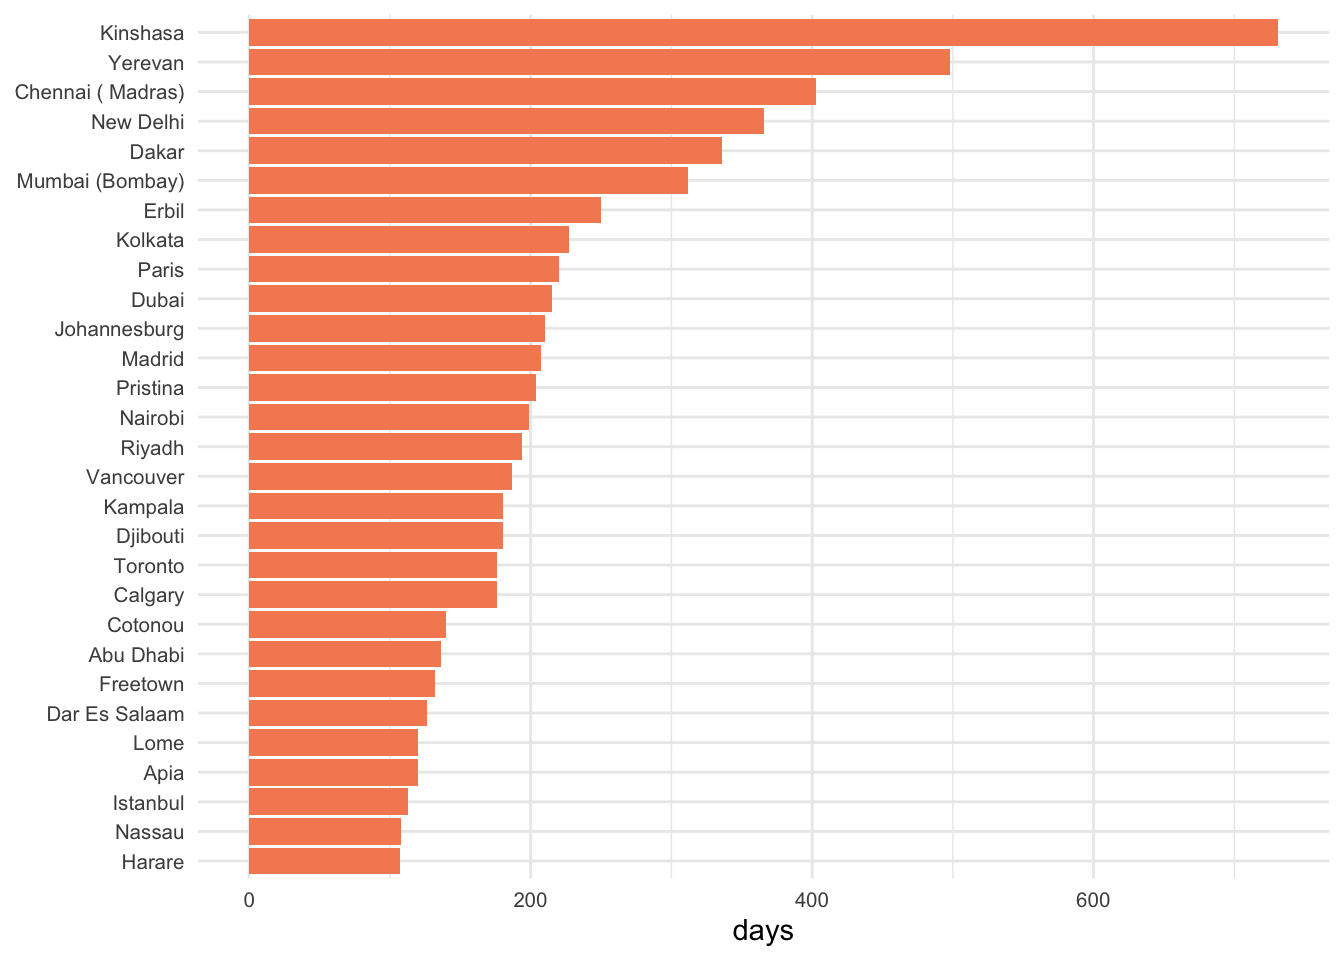 Kinshasa
Yerevan
Chennai ( Madras)
New Delhi
Dakar
Mumbai (Bombay)
Erbil
Kolkata
Paris
Dubai
Johannesburg
Madrid
Pristina
Nairobi
Riyadh
Vancouver
Kampala
Djibouti
Toronto
Calgary
Cotonou
Abu Dhabi
Freetown
Dar Es Salaam
Lome
Apia
Istanbul
Nassau
Harare
0 200 400 600
days